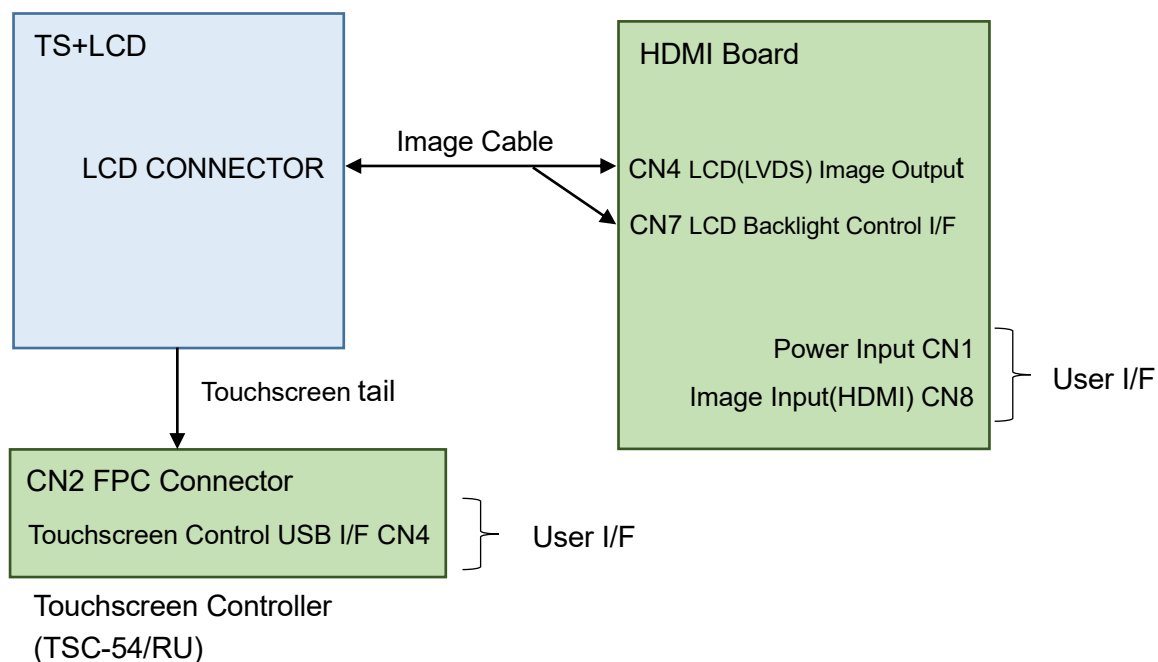 TS+LCD
HDMI Board
Image Cable
LCD CONNECTOR
CN4 LCD(LVDS) Image Output
CN7 LCD Backlight Control I/F
Power Input CN1
Image Input(HDMI) CN8
User I/F
Touchscreen tail
CN2 FPC Connector
Touchscreen Control USB I/F CN4
User I/F
Touchscreen Controller
(TSC-54/RU)